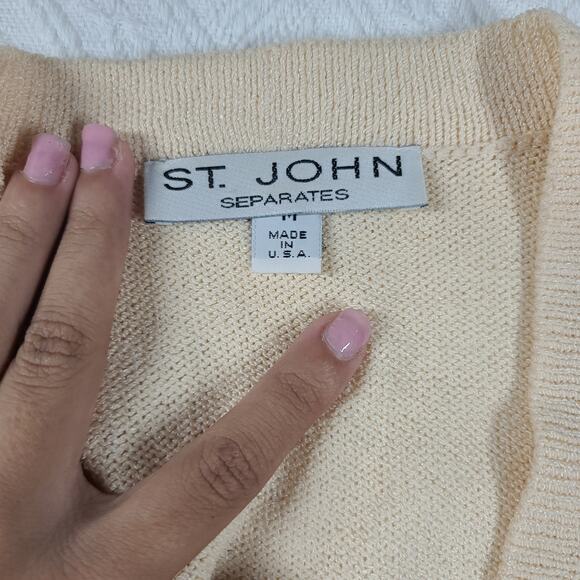 ST. JOHN
SEPARATES
M
MADE
IN
U.S.A.